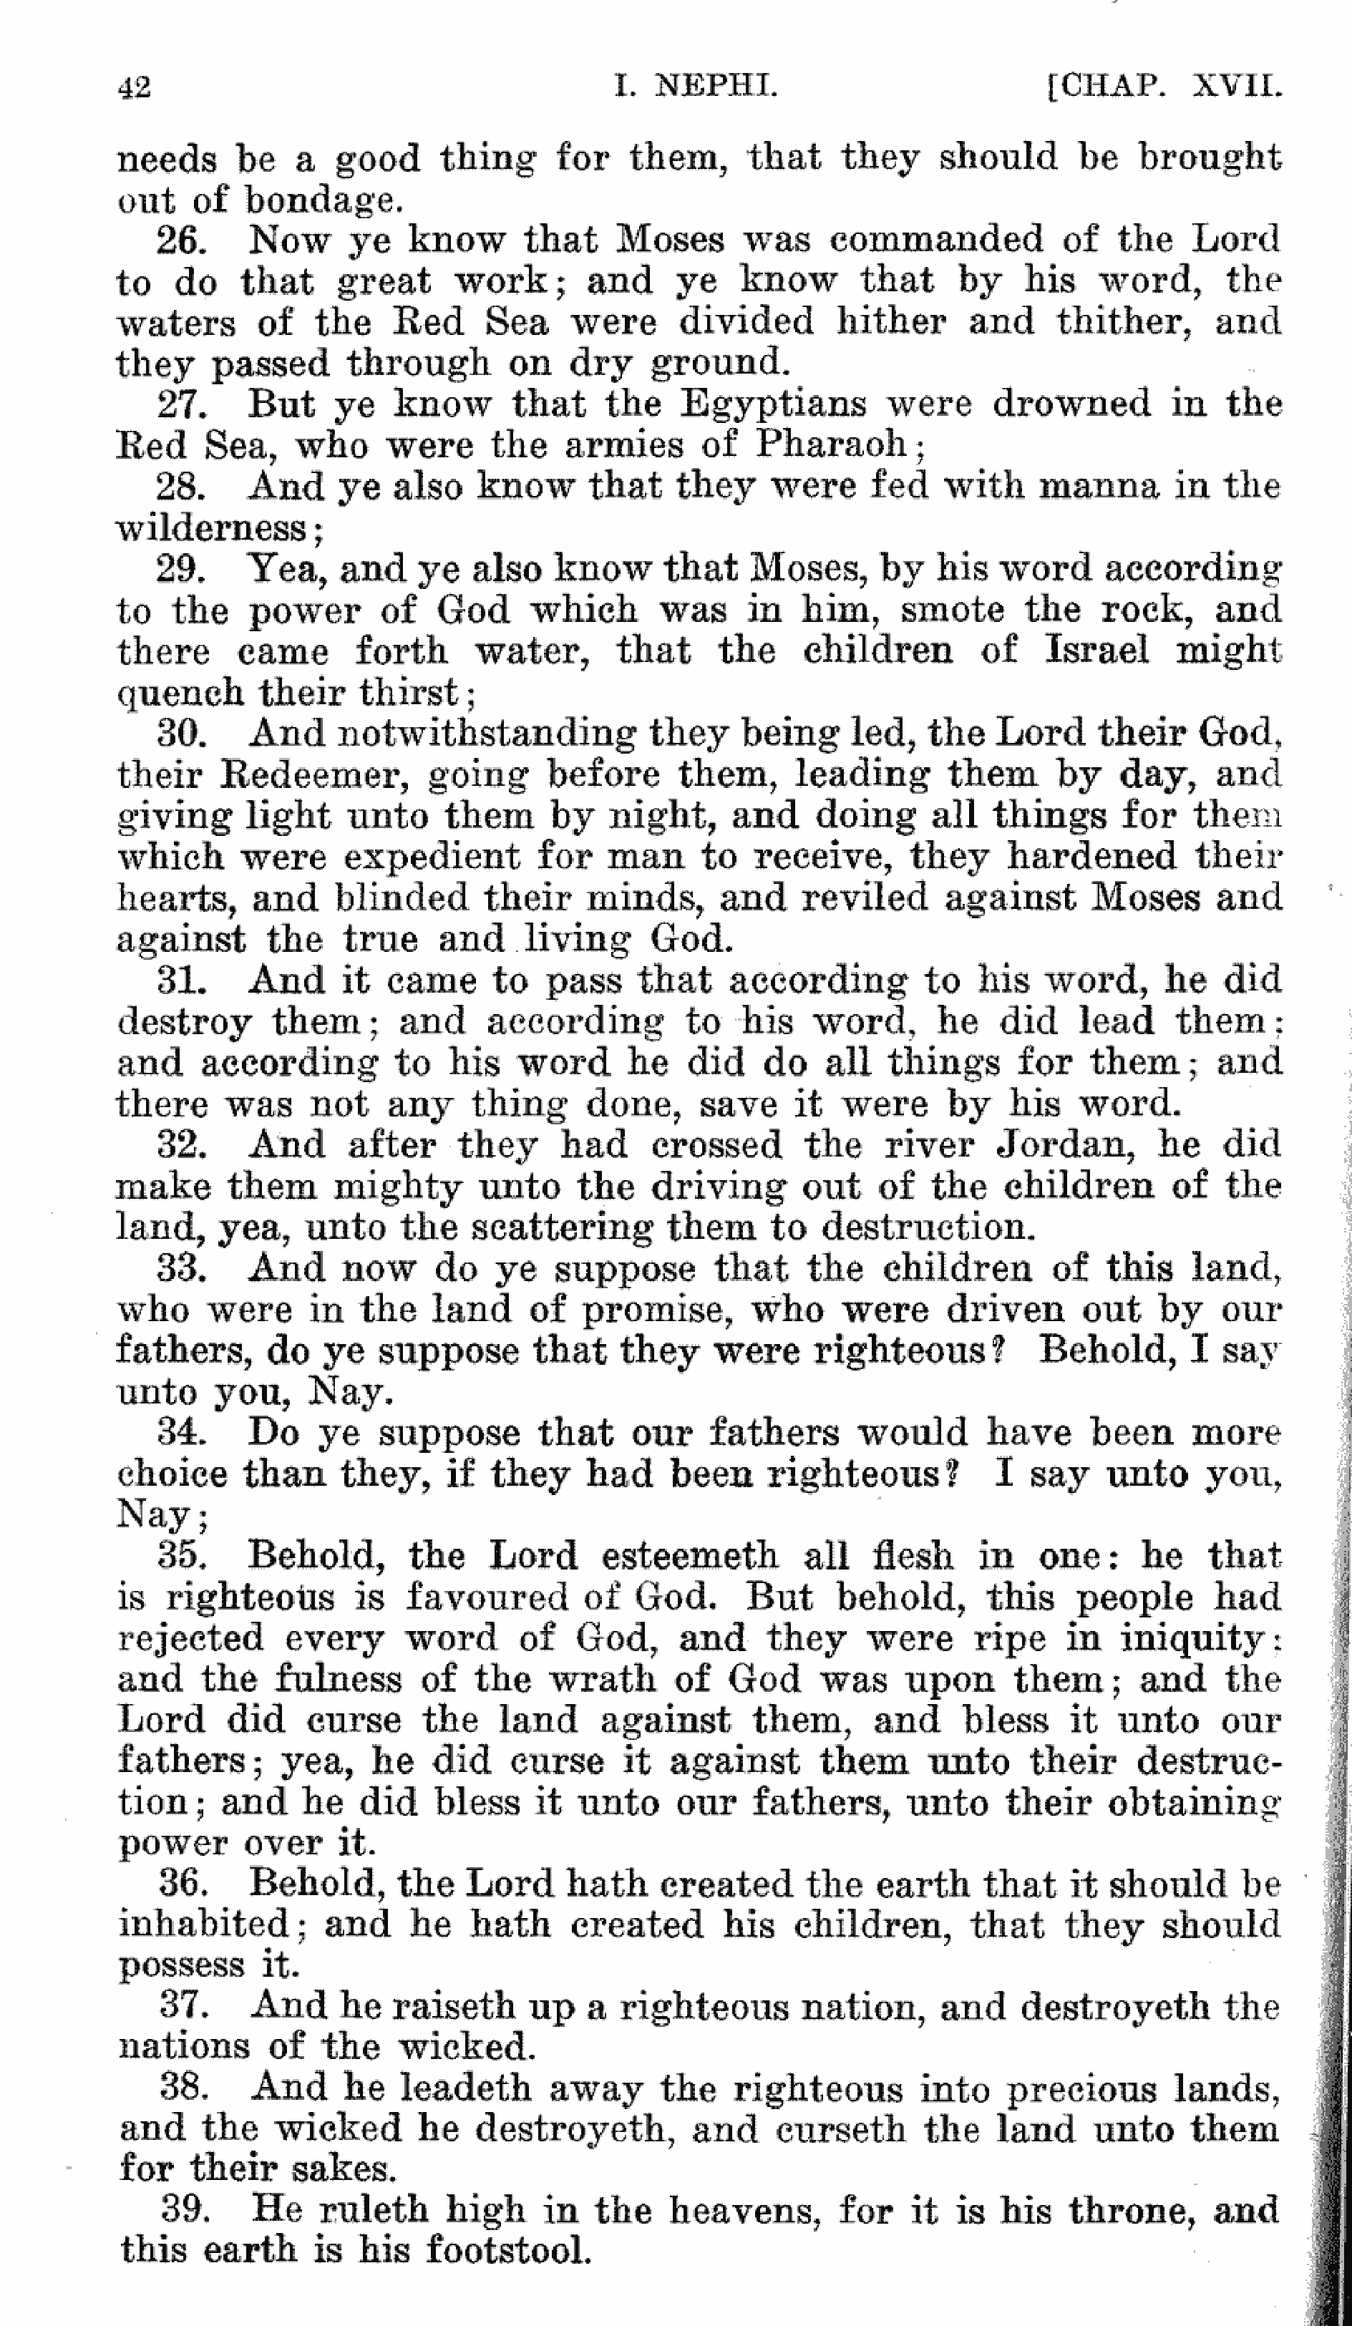 42 I. NEPHI. [CHAP. XVII.
needs be a good thing for them, that they should be brought
out of bondage.
26. Now ye know that Moses was commanded of the Lord
to do that great work; and ye know that by his word, the
waters of the Red Sea were divided hither and thither, and
they passed through on dry ground.
27. But ye know that the Egyptians were drowned in the
Red Sea, who were the armies of Pharaoh;
28. And ye also know that they were fed with manna in the
wilderness;
29. Yea, and ye also know that Moses, by his word according
to the power of God which was in him, smote the rock, and
there came forth water, that the children of Israel might
quench their thirst;
30. And notwithstanding they being led, the Lord their God,
their Redeemer, going before them, leading them by day, and
giving light unto them by night, and doing all things for them
which were expedient for man to receive, they hardened their
hearts, and blinded their minds, and reviled against Moses and
against the true and living God.
31. And it came to pass that according to his word, he did
destroy them; and according to his word, he did lead them;
and according to his word he did do all things for them; and
there was not any thing done, save it were by his word.
32. And after they had crossed the river Jordan, he did
make them mighty unto the driving out of the children of the
land, yea, unto the scattering them to destruction.
33. And now do ye suppose that the children of this land,
who were in the land of promise, who were driven out by our
fathers, do ye suppose that they were righteous? Behold, I say
unto you, Nay.
34. Do ye suppose that our fathers would have been more
choice than they, if they had been righteous? I say unto you,
Nay;
35. Behold, the Lord esteemeth all flesh in one: he that
is righteous is favoured of God. But behold, this people had
rejected every word of God, and they were ripe in iniquity;
and the fulness of the wrath of God was upon them; and the
Lord did curse the land against them, and bless it unto our
fathers; yea, he did curse it against them unto their destruc-
tion; and he did bless it unto our fathers, unto their obtaining
power over it.
36. Behold, the Lord hath created the earth that it should be
inhabited; and he hath created his children, that they should
possess it.
37. And he raiseth up a righteous nation, and destroyeth the
nations of the wicked.
38. And he leadeth away the righteous into precious lands,
and the wicked he destroyeth, and curseth the land unto them
for their sakes.
39. He ruleth high in the heavens, for it is his throne, and
this earth is his footstool.